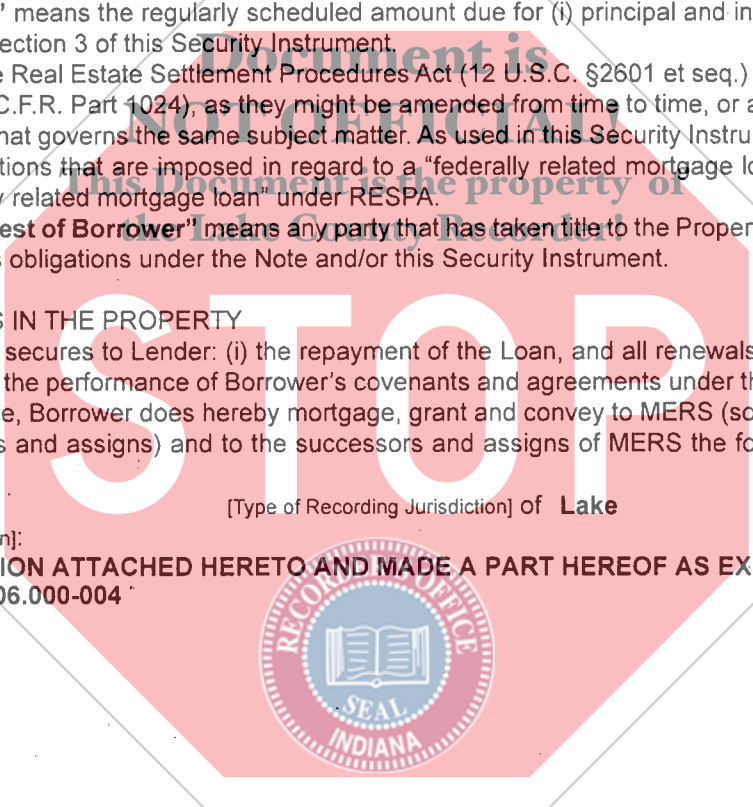 " means the regularly scheduled amount due for (i) principal and in
ection 3 of this Security Instrument.
Document is
e Real Estate Settlement Procedures Act (12 U.S.C. §2601 et seq.)
C.F.R. Part 1024), as they might be amended from time to time, or a
NOT OFFICIAL!
hat governs the same subject matter. As used in this Security Instru
tions that are imposed in regard to a "federally related mortgage lo
This Document is the property of
y related mortgage loan" under RESPA.
the Lake County Recorder!
est of Borrower" means any party that has taken title to the Proper
s obligations under the Note and/or this Security Instrument.
S IN THE PROPERTY
STOP
secures to Lender: (i) the repayment of the Loan, and all renewals
the performance of Borrower's covenants and agreements under th
e, Borrower does hereby mortgage, grant and convey to MERS (so
s and assigns) and to the successors and assigns of MERS the fo
[Type of Recording Jurisdiction] of Lake
n]:
ION ATTACHED HERETO AND MADE A PART HEREOF AS EX
06.000-004
RECORDER'S OFFICE
SEAL
INDIANA